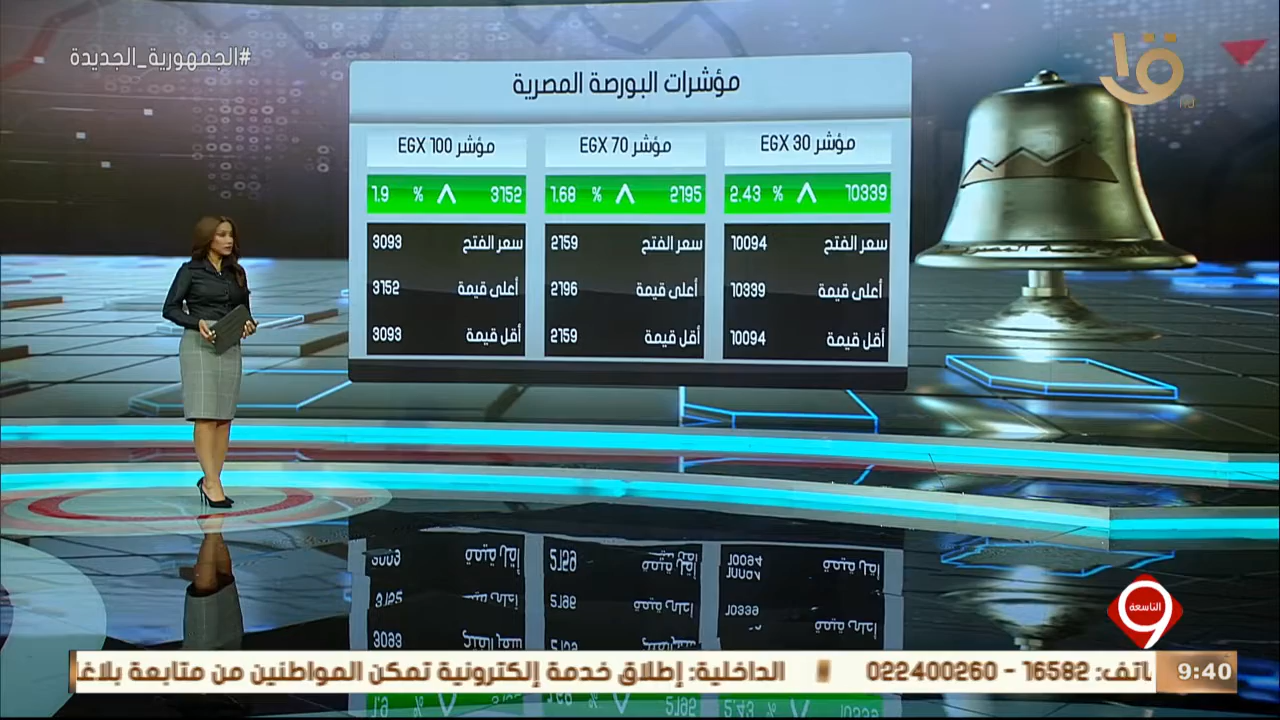 #الجمهورية_الجديدة
مؤشرات البورصة المصرية
مؤشر EGX 30
10339 % 2.43
سعر الفتح 10094
أعلى قيمة 10339
أقل قيمة 10094
مؤشر EGX 70
2195 % 1.68
سعر الفتح 2159
أعلى قيمة 2196
أقل قيمة 2159
مؤشر EGX 100
3152 % 1.9
سعر الفتح 3093
أعلى قيمة 3152
أقل قيمة 3093
التاسعة
9
9:40
022400260 - 16582
الداخلية: إطلاق خدمة إلكترونية تمكن المواطنين من متابعة